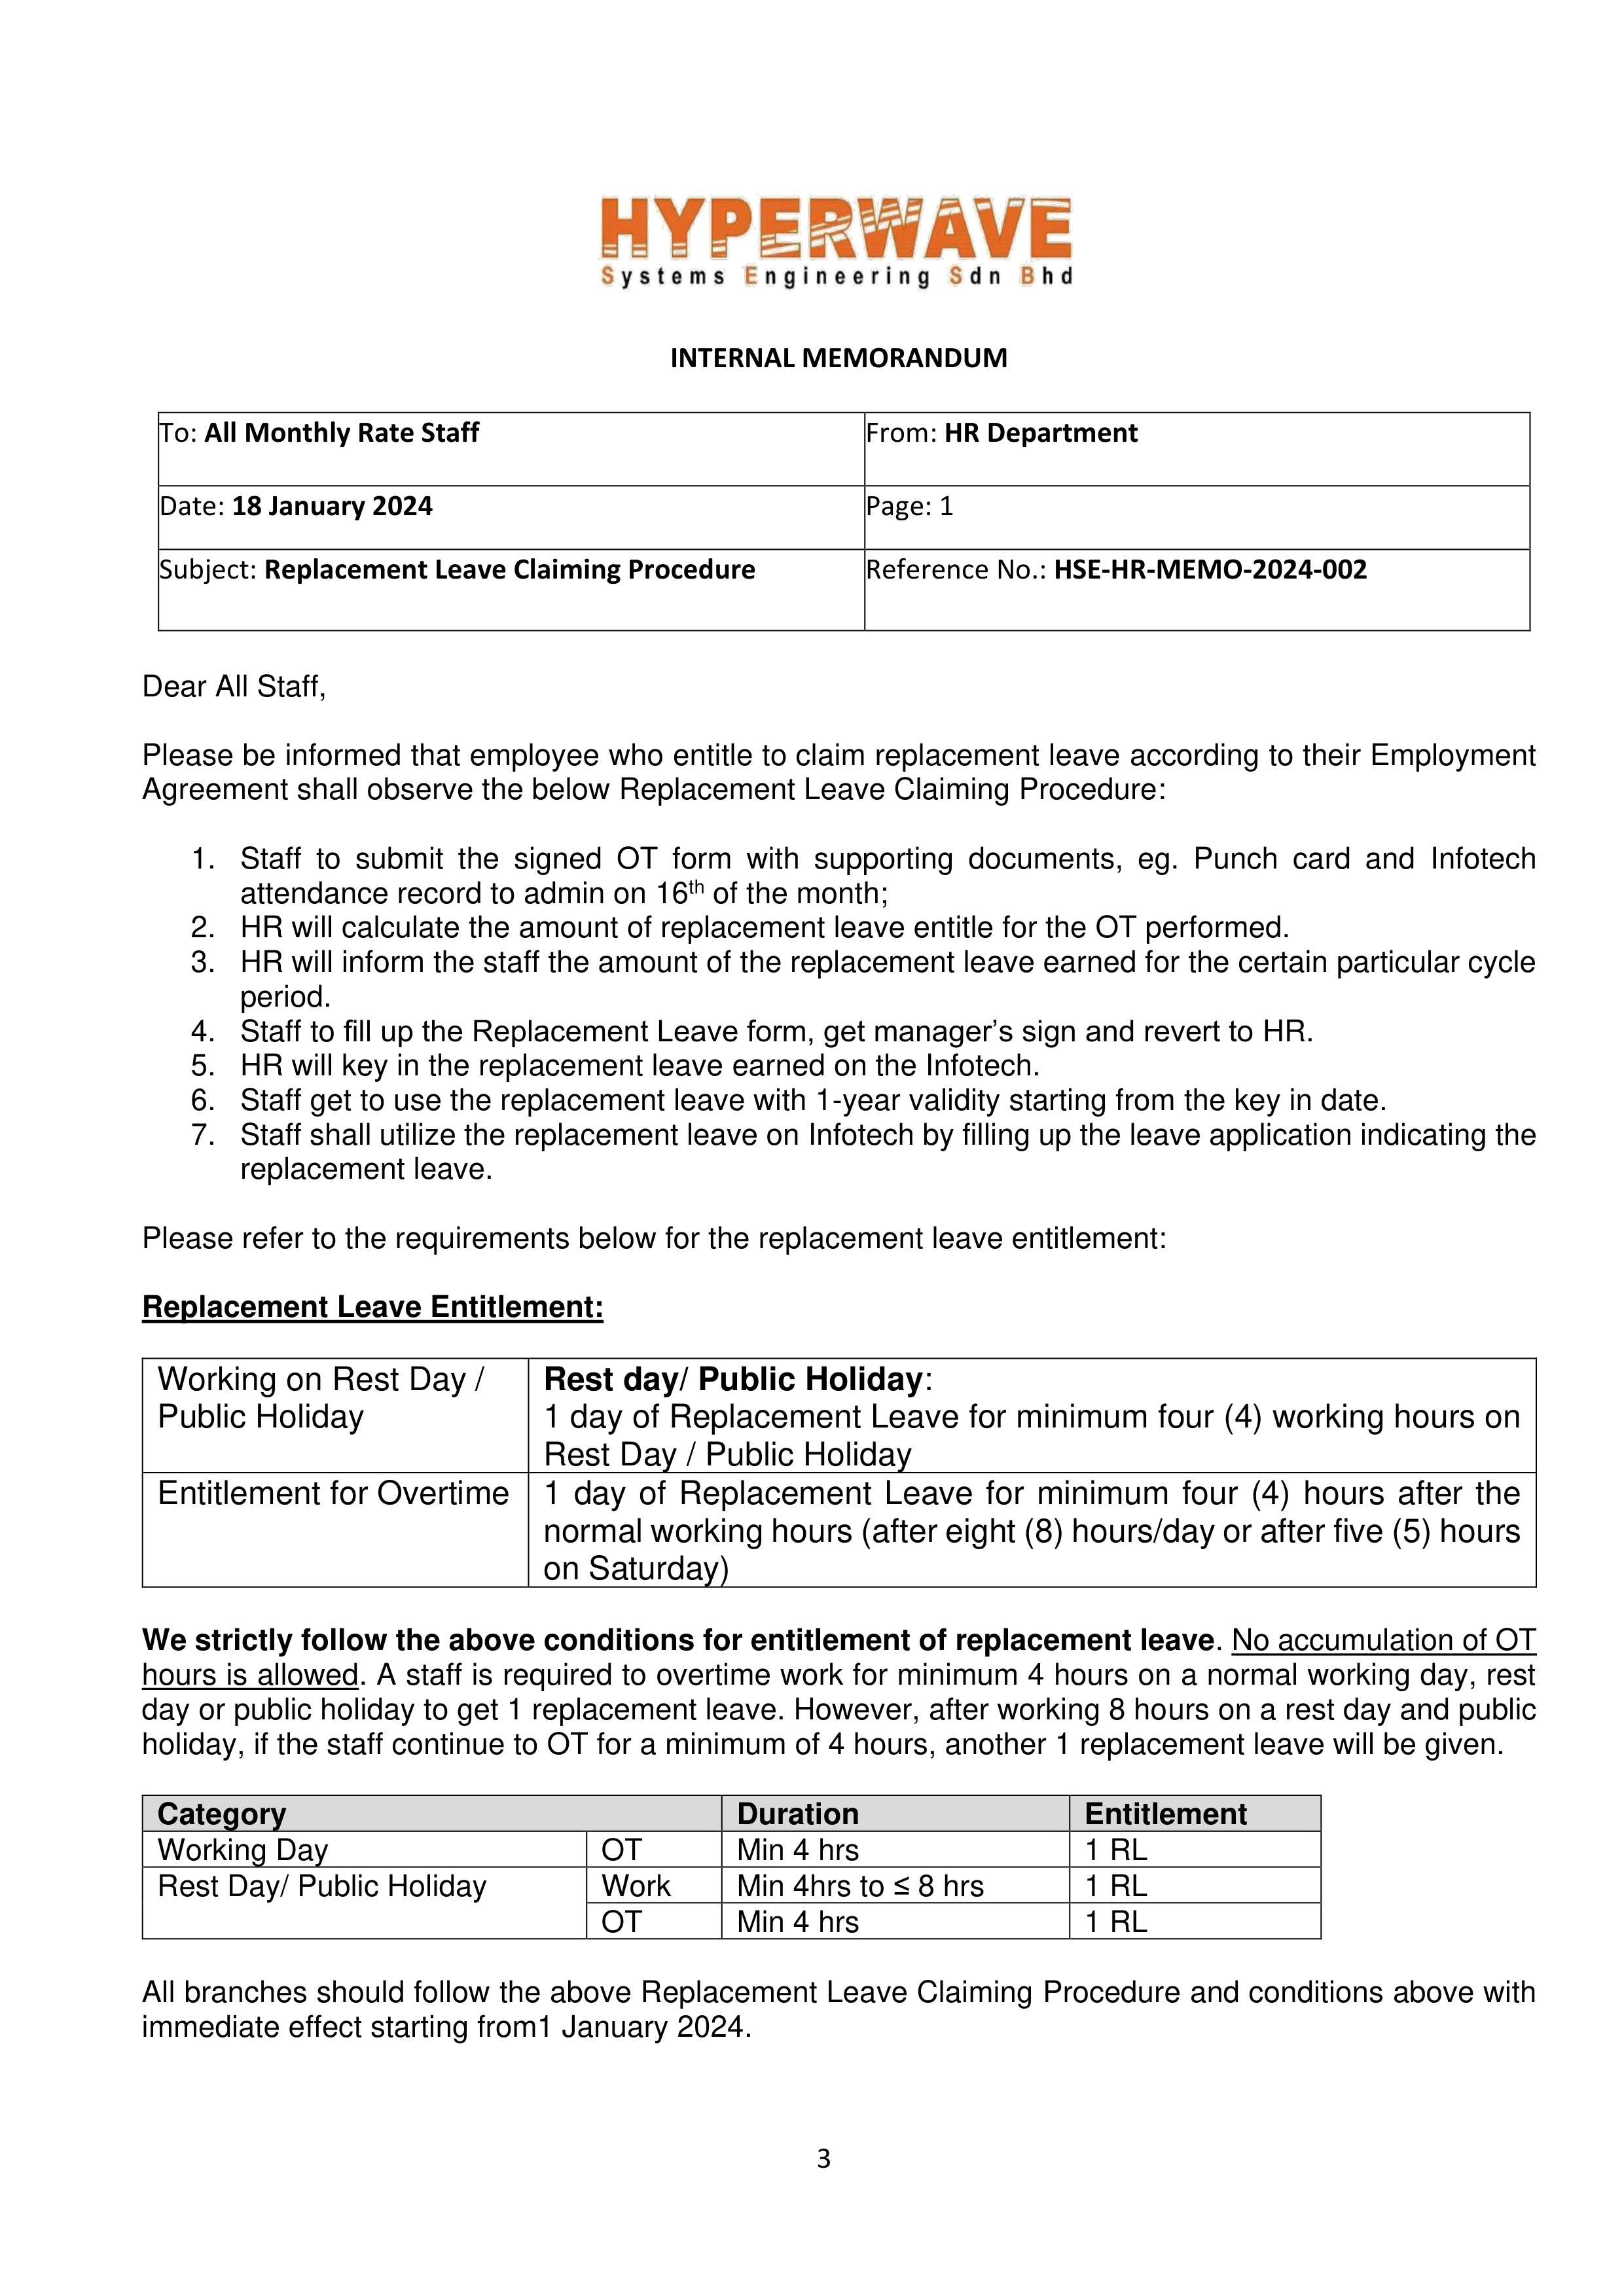 HYPERWAVE
Systems Engineering Sdn Bhd
INTERNAL MEMORANDUM
To: All Monthly Rate Staff
From: HR Department
Date: 18 January 2024
Page: 1
Subject: Replacement Leave Claiming Procedure
Reference No.: HSE-HR-MEMO-2024-002
Dear All Staff,
Please be informed that employee who entitle to claim replacement leave according to their Employment
Agreement shall observe the below Replacement Leave Claiming Procedure:
1. Staff to submit the signed OT form with supporting documents, eg. Punch card and Infotech
attendance record to admin on 16th of the month;
2. HR will calculate the amount of replacement leave entitle for the OT performed.
3. HR will inform the staff the amount of the replacement leave earned for the certain particular cycle
period.
4. Staff to fill up the Replacement Leave form, get manager’s sign and revert to HR.
5. HR will key in the replacement leave earned on the Infotech.
6. Staff get to use the replacement leave with 1-year validity starting from the key in date.
7. Staff shall utilize the replacement leave on Infotech by filling up the leave application indicating the
replacement leave.
Please refer to the requirements below for the replacement leave entitlement:
Replacement Leave Entitlement:
Working on Rest Day /
Public Holiday
Rest day/ Public Holiday:
1 day of Replacement Leave for minimum four (4) working hours on
Rest Day / Public Holiday
Entitlement for Overtime
1 day of Replacement Leave for minimum four (4) hours after the
normal working hours (after eight (8) hours/day or after five (5) hours
on Saturday)
We strictly follow the above conditions for entitlement of replacement leave. No accumulation of OT
hours is allowed. A staff is required to overtime work for minimum 4 hours on a normal working day, rest
day or public holiday to get 1 replacement leave. However, after working 8 hours on a rest day and public
holiday, if the staff continue to OT for a minimum of 4 hours, another 1 replacement leave will be given.
Category Duration Entitlement
Working Day OT Min 4 hrs 1 RL
Rest Day/ Public Holiday Work Min 4hrs to ≤ 8 hrs 1 RL
OT Min 4 hrs 1 RL
All branches should follow the above Replacement Leave Claiming Procedure and conditions above with
immediate effect starting from1 January 2024.
3